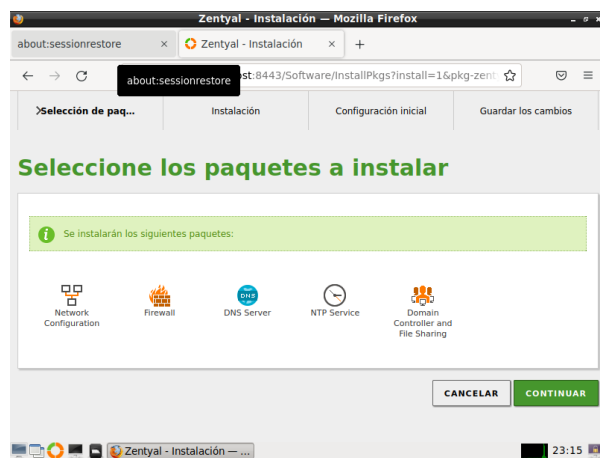 Zentyal - Instalación — Mozilla Firefox
about:sessionrestore
Zentyal - Instalación
about:sessionrestore
ost:8443/Software/InstallPkgs?install=1&pkg-zent
Selección de paq...
Instalación
Configuración inicial
Guardar los cambios
Seleccione los paquetes a instalar
Se instalarán los siguientes paquetes:
DNS
Network
Configuration
Firewall
DNS Server
NTP Service
Domain
Controller and
File Sharing
CANCELAR
CONTINUAR
Zentyal - Instalación — ...
23:15